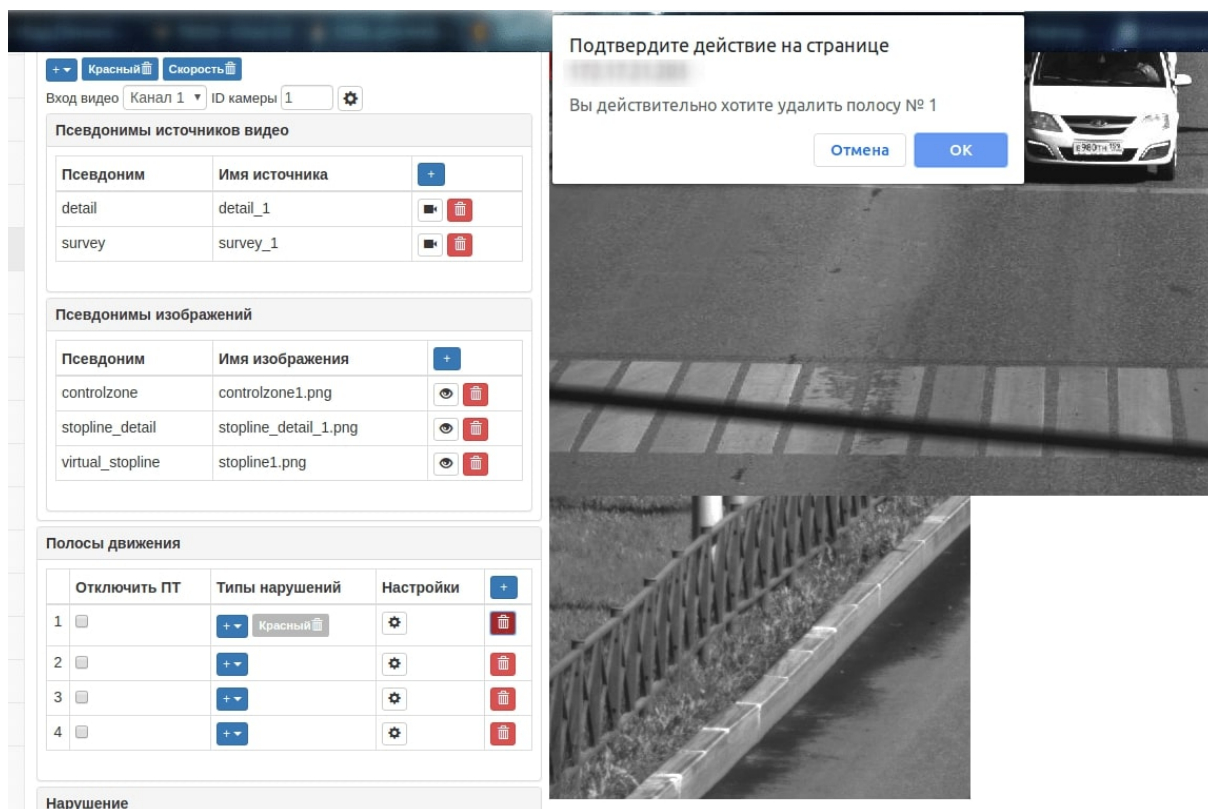 Подтвердите действие на странице
Вы действительно хотите удалить полосу № 1
Отмена OK
+ Красный Скорость
Вход видео Канал 1 ID камеры 1
Псевдонимы источников видео
Псевдоним Имя источника +
detail detail_1
survey survey_1
Псевдонимы изображений
Псевдоним Имя изображения +
controlzone controlzone1.png
stopline_detail stopline_detail_1.png
virtual_stopline stopline1.png
Полосы движения
Отключить ПТ Типы нарушений Настройки +
1 + Красный
2 +
3 +
4 +
Нарушение